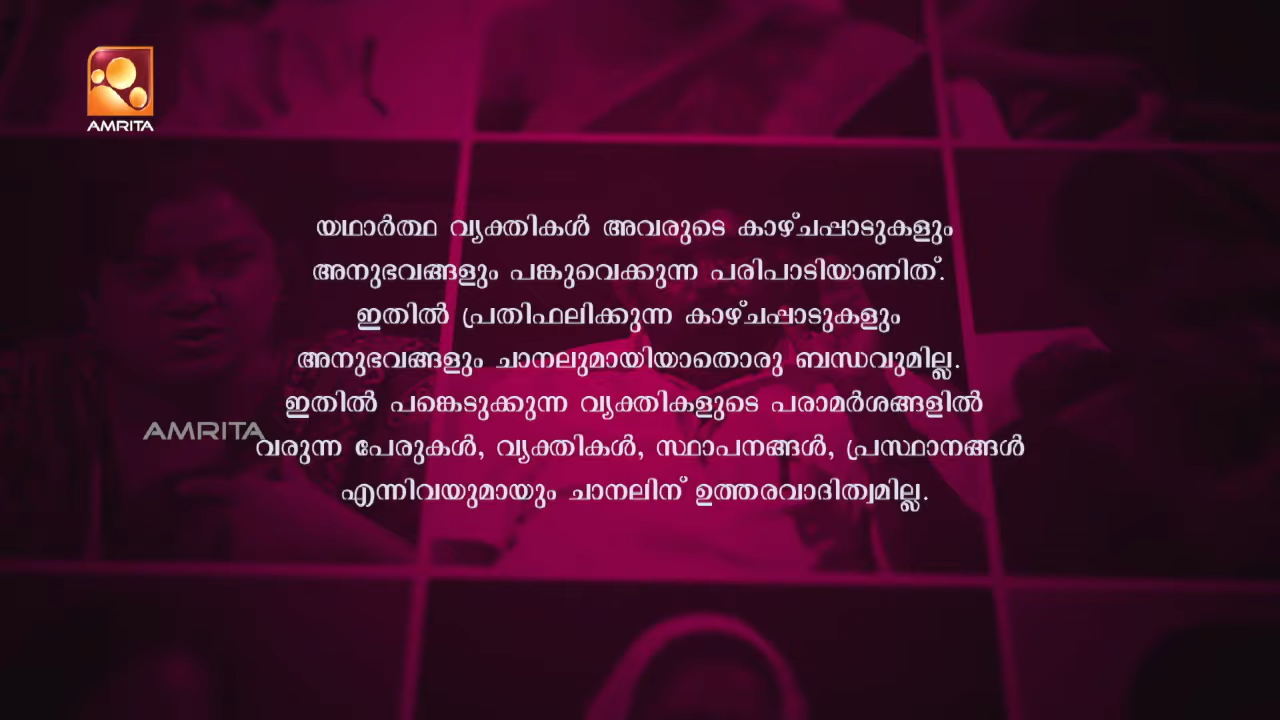 AMRITA
യഥാർത്ഥ വ്യക്തികൾ അവരുടെ കാഴ്ചപ്പാടുകളും
അനുഭവങ്ങളും പങ്കുവെക്കുന്ന പരിപാടിയാണിത്.
ഇതിൽ പ്രതിഫലിക്കുന്ന കാഴ്ചപ്പാടുകളും
അനുഭവങ്ങളും ചാനലുമായിയാതൊരു ബന്ധവുമില്ല.
ഇതിൽ പങ്കെടുക്കുന്ന വ്യക്തികളുടെ പരാമർശങ്ങളിൽ
AMRITA
വരുന്ന പേരുകൾ, വ്യക്തികൾ, സ്ഥാപനങ്ങൾ, പ്രസ്ഥാനങ്ങൾ
എന്നിവയുമായും ചാനലിന് ഉത്തരവാദിത്വമില്ല.